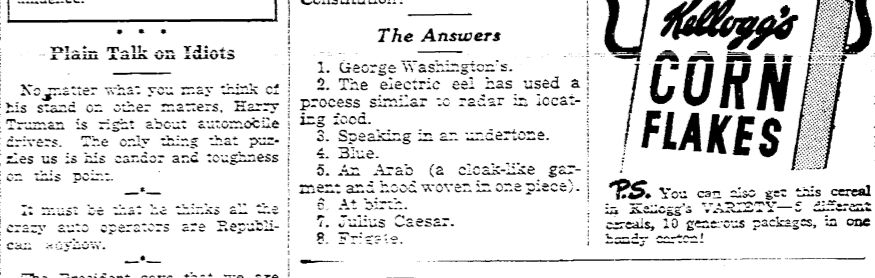 Plain Talk on Idiots
No matter what you may think of
his stand on other matters, Harry
Truman is right about automobile
drivers. The only thing that puz-
zles us is his candor and toughness
on this point.
It must be that he thinks all the
crazy auto operators are Republi-
can anyhow.
The President says that we are
The Answers
1. George Washington's.
2. The electric eel has used a
process similar to radar in locat-
ing food.
3. Speaking in an undertone.
4. Blue.
5. An Arab (a cloak-like gar-
ment and hood woven in one piece).
6. At birth.
7. Julius Caesar.
8. Frigate.
Kellogg's
CORN
FLAKES
P.S. You can also get this cereal
in Kellogg's VARIETY—6 different
cereals, 10 generous packages, in one
handy carton!